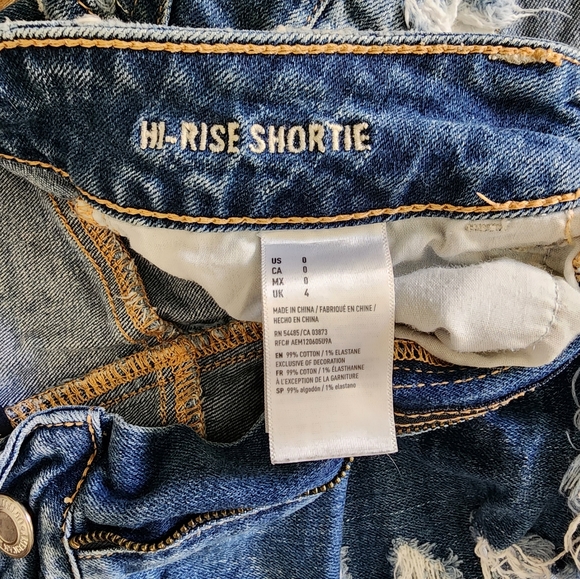 HI-RISE SHORTIE
US 0
CA 0
MX 0
UK 4
MADE IN CHINA / FABRIQUÉ EN CHINE /
HECHO EN CHINA
RN 54485/CA 03873
RFC# AEM12060509A
EN 99% COTTON / 1% ELASTANE
EXCLUSIVE OF DECORATION
FR 99% COTON / 1% ÉLASTHANNE
À L'EXCEPTION DE LA GARNITURE
SP 99% algodón / 1% elastano